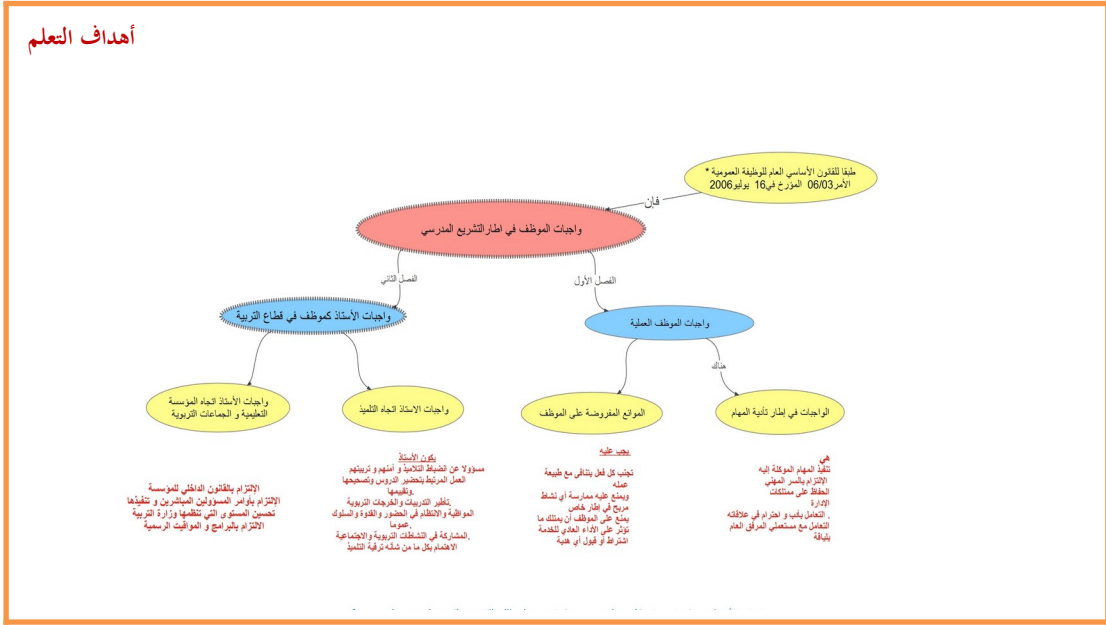 أهداف التعلم
طبقا للقانون الأساسي العام للوظيفة العمومية *
الأمر06/03 المؤرخ في16 يوليو2006
فإن
واجبات الموظف في اطارالتشريع المدرسي
الفصل الأول
الفصل الثاني
واجبات الموظف العملية
واجبات الأستاذ كموظف في قطاع التربية
هناك
الواجبات في إطار تأدية المهام
الموانع المفروضة على الموظف
واجبات الاستاذ اتجاه التلميذ
واجبات الأستاذ اتجاه المؤسسة
التعليمية و الجماعات التربوية
هي
تنفيذ المهام الموكلة إليه
الإلتزام بالسر المهني
الحفاظ على ممتلكات
الادارة
. التعامل بأدب و احترام في علاقاته
التعامل مع مستعملي المرفق العام
بلياقة
يجب عليه
تجنب كل فعل يتنافى مع طبيعة
عمله
ويمنع عليه ممارسة أي نشاط
مربح في إطار خاص
يمنع على الموظف أن يمتلك ما
تؤثر على الأداء العادي للخدمة
اشتراط أو قبول أي هدية
يكون الأستاذ
مسؤولا عن انضباط التلاميذ و أمنهم و تربيتهم
العمل المرتبط بتحضير الدروس وتصحيحها
.وتقييمها
.تأطير التدريبات والخرجات التربوية
المواظبة والانتظام في الحضور والقدوة والسلوك
.عموما
.المشاركة في النشاطات التربوية والاجتماعية
الاهتمام بكل ما من شأنه ترقية التلميذ
الإلتزام بالقانون الداخلي للمؤسسة
الإلتزام بأوامر المسؤولين المباشرين و تنفيذها
تحسين المستوى التي تنظمها وزارة التربية
الالتزام بالبرامج و المواقيت الرسمية